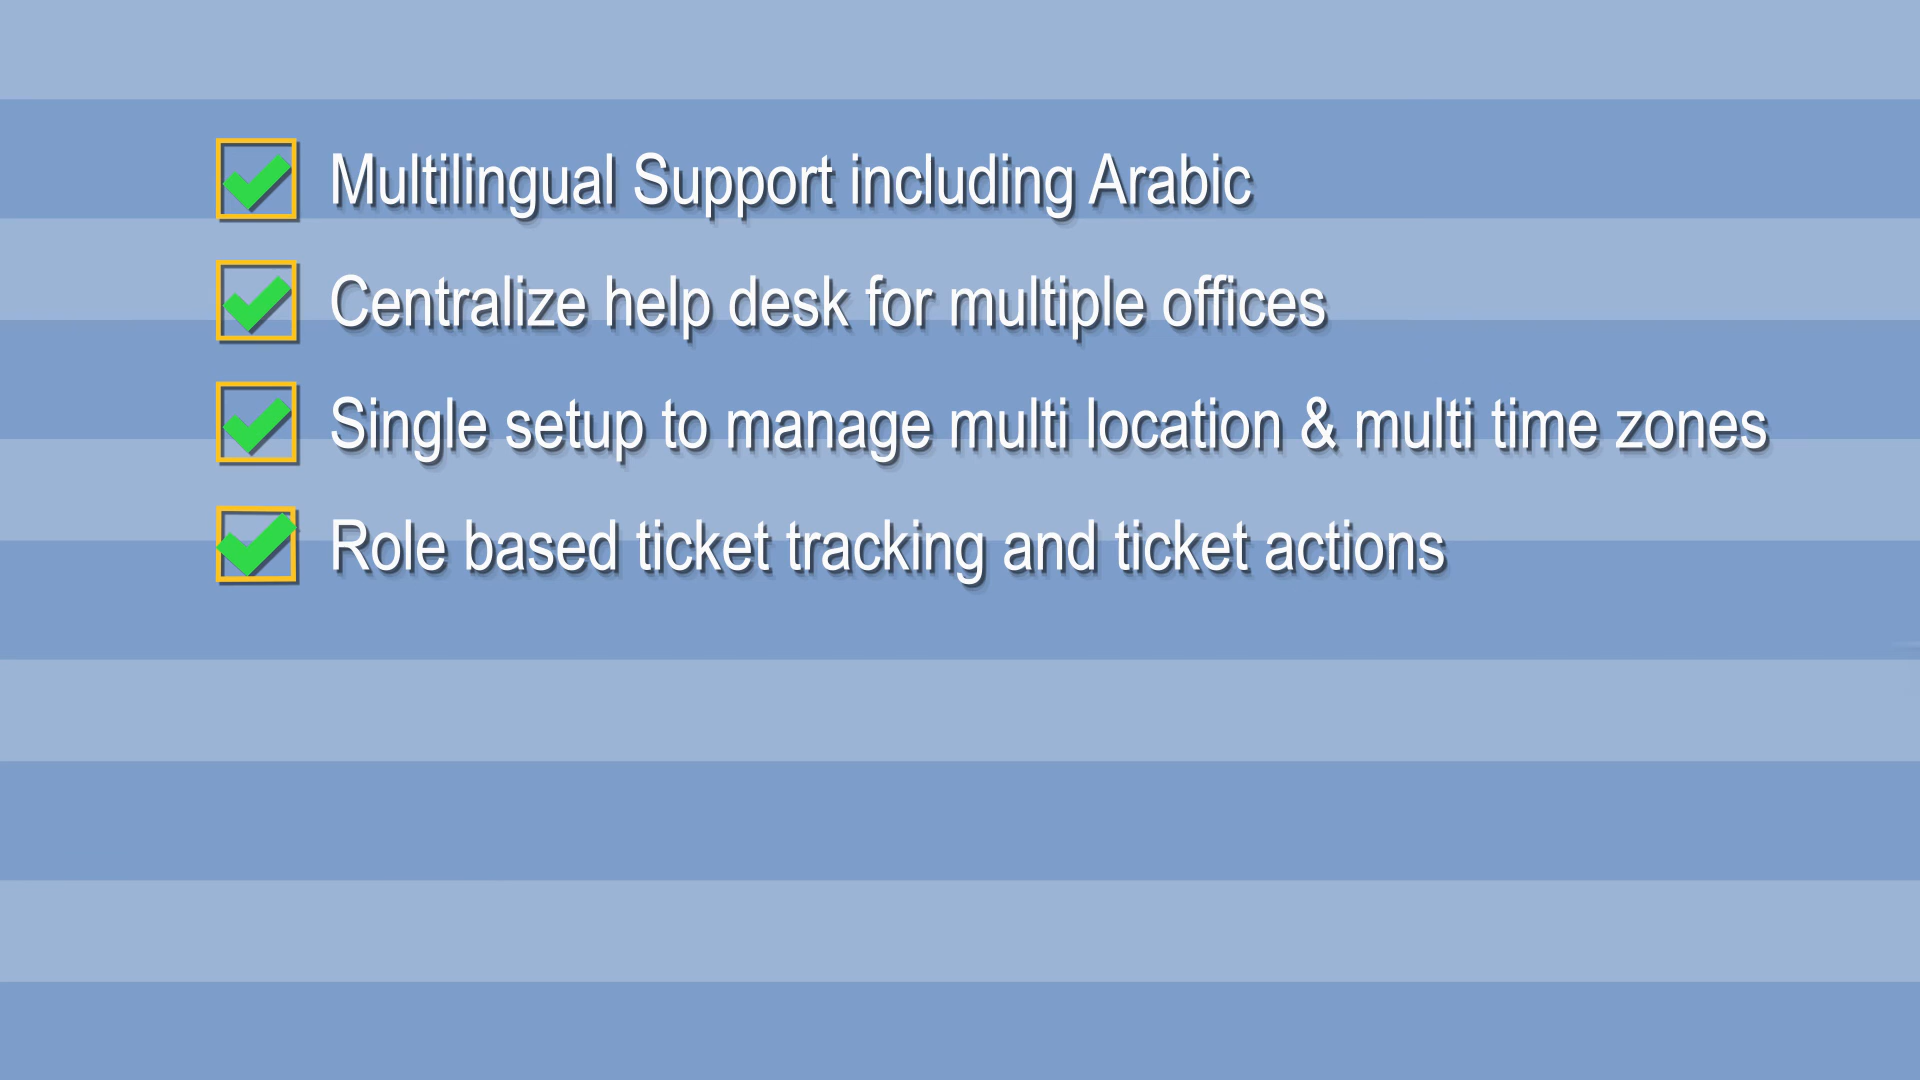 Multilingual Support including Arabic
Centralize help desk for multiple offices
Single setup to manage multi location & multi time zones
Role based ticket tracking and ticket actions